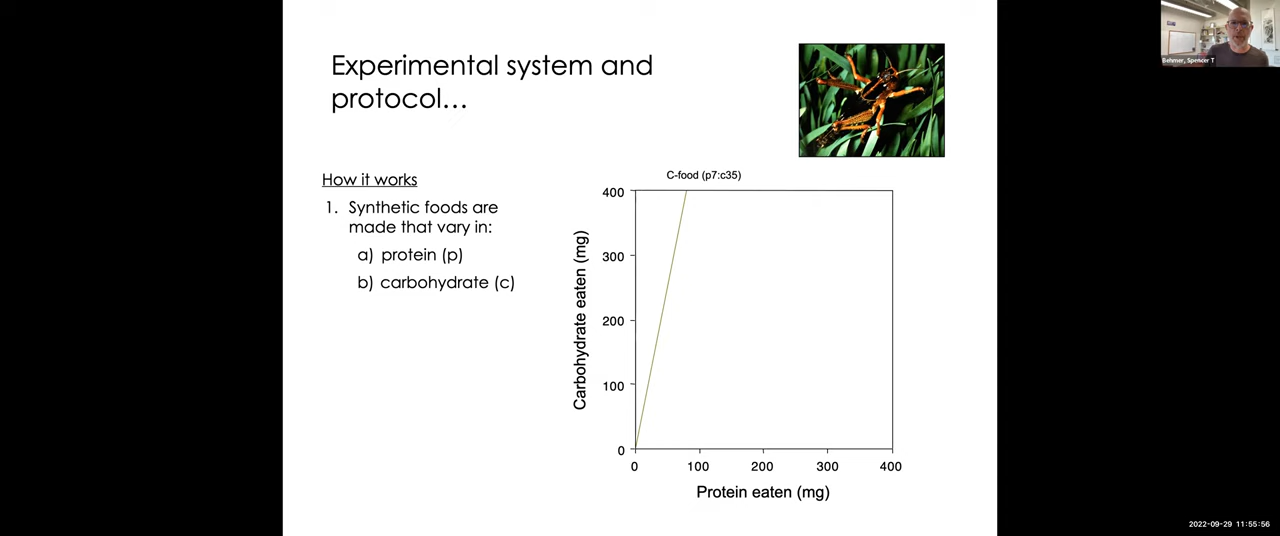 Experimental system and
protocol…
Behmer, Spencer T
How it works
1. Synthetic foods are
made that vary in:
a) protein (p)
b) carbohydrate (c)
C-food (p7:c35)
Carbohydrate eaten (mg)
400
300
200
100
0
0 100 200 300 400
Protein eaten (mg)
2022-09-29 11:55:56